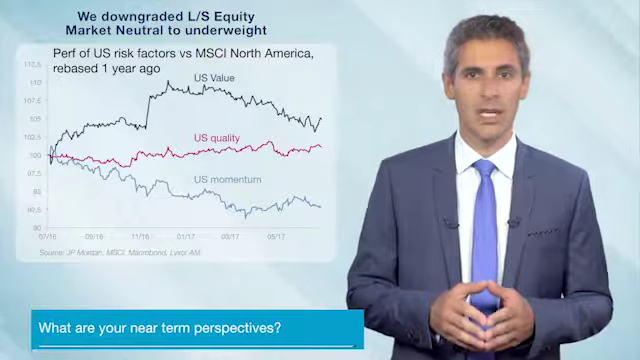 We downgraded L/S Equity
Market Neutral to underweight
Perf of US risk factors vs MSCI North America,
rebased 1 year ago
112,5
110
107,5
105
102,5
100
97,5
95
92,5
90
US Value
US quality
US momentum
07/16 09/16 11/16 01/17 03/17 05/17
Source: JP Morgan, MSCI, Macrobond, Lyxor AM
What are your near term perspectives?